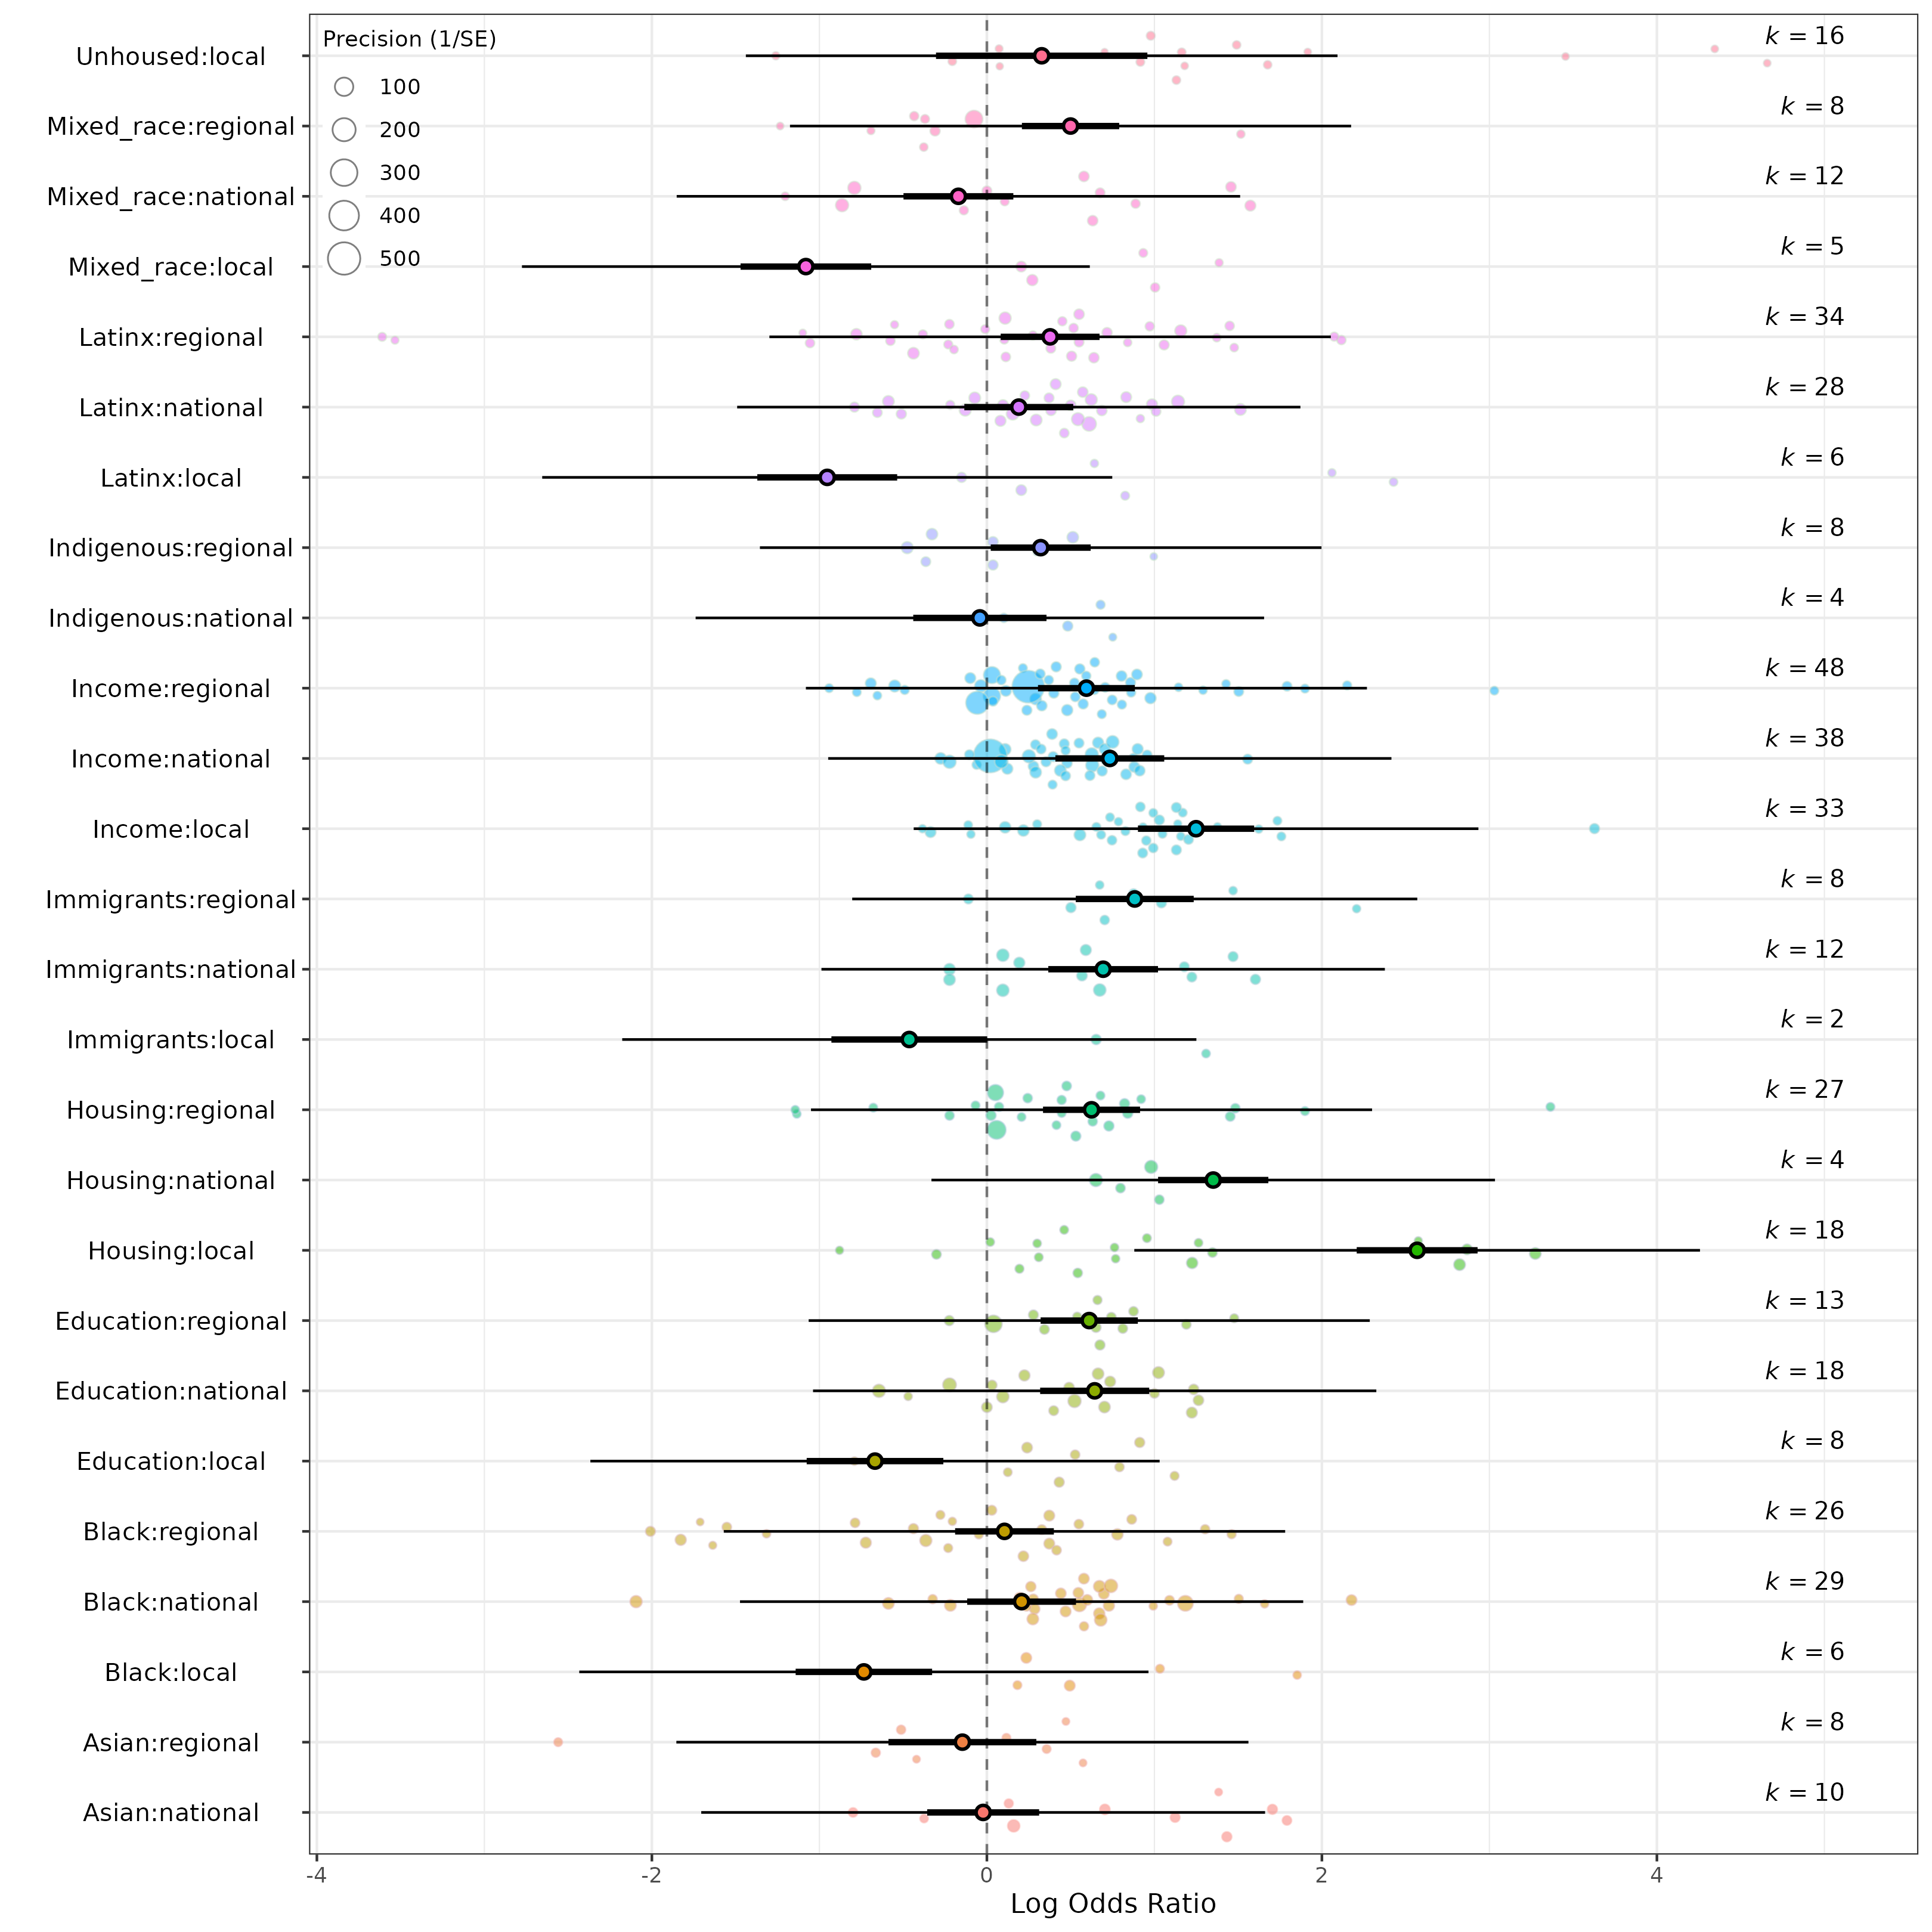 Precision (1/SE)
100
200
300
400
500
Unhoused:local k = 16
Mixed_race:regional k = 8
Mixed_race:national k = 12
Mixed_race:local k = 5
Latinx:regional k = 34
Latinx:national k = 28
Latinx:local k = 6
Indigenous:regional k = 8
Indigenous:national k = 4
Income:regional k = 48
Income:national k = 38
Income:local k = 33
Immigrants:regional k = 8
Immigrants:national k = 12
Immigrants:local k = 2
Housing:regional k = 27
Housing:national k = 4
Housing:local k = 18
Education:regional k = 13
Education:national k = 18
Education:local k = 8
Black:regional k = 26
Black:national k = 29
Black:local k = 6
Asian:regional k = 8
Asian:national k = 10
-4 -2 0 2 4
Log Odds Ratio